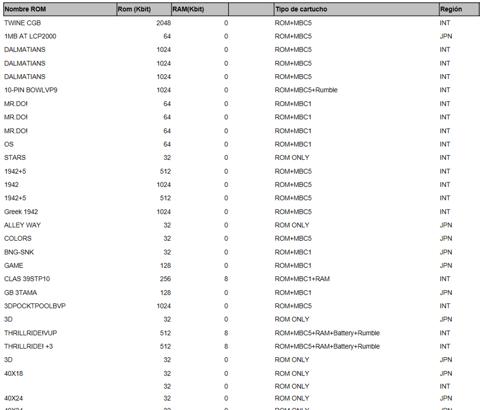 Nombre ROM Rom (Kbit) RAM(Kbit) Tipo de cartucho Región
TWINE CGB 2048 0 ROM+MBC5 INT
1MB AT LCP2000 64 0 ROM+MBC5 JPN
DALMATIANS 1024 0 ROM+MBC5 INT
DALMATIANS 1024 0 ROM+MBC5 INT
DALMATIANS 1024 0 ROM+MBC5 INT
10-PIN BOWLVP9 1024 0 ROM+MBC5+Rumble INT
MR.DO! 64 0 ROM+MBC1 INT
MR.DO! 64 0 ROM+MBC1 INT
MR.DO! 64 0 ROM+MBC1 INT
OS 64 0 ROM+MBC1 INT
STARS 32 0 ROM ONLY INT
1942+5 512 0 ROM+MBC5 INT
1942 1024 0 ROM+MBC5 INT
1942+5 512 0 ROM+MBC5 INT
Greek 1942 1024 0 ROM+MBC5 INT
ALLEY WAY 32 0 ROM ONLY JPN
COLORS 32 0 ROM+MBC5 JPN
BNG-SNK 32 0 ROM+MBC1 JPN
GAME 128 0 ROM+MBC1 JPN
CLAS 39STP10 256 8 ROM+MBC1+RAM INT
GB 3TAMA 128 0 ROM+MBC1 JPN
3DPOCKTPOOLBVP 1024 0 ROM+MBC5 INT
3D 32 0 ROM ONLY JPN
THRILLRIDE!VUP 512 8 ROM+MBC5+RAM+Battery+Rumble INT
THRILLRIDE! +3 512 8 ROM+MBC5+RAM+Battery+Rumble INT
3D 32 0 ROM ONLY JPN
40X18 32 0 ROM ONLY JPN
32 0 ROM ONLY INT
40X24 32 0 ROM ONLY JPN